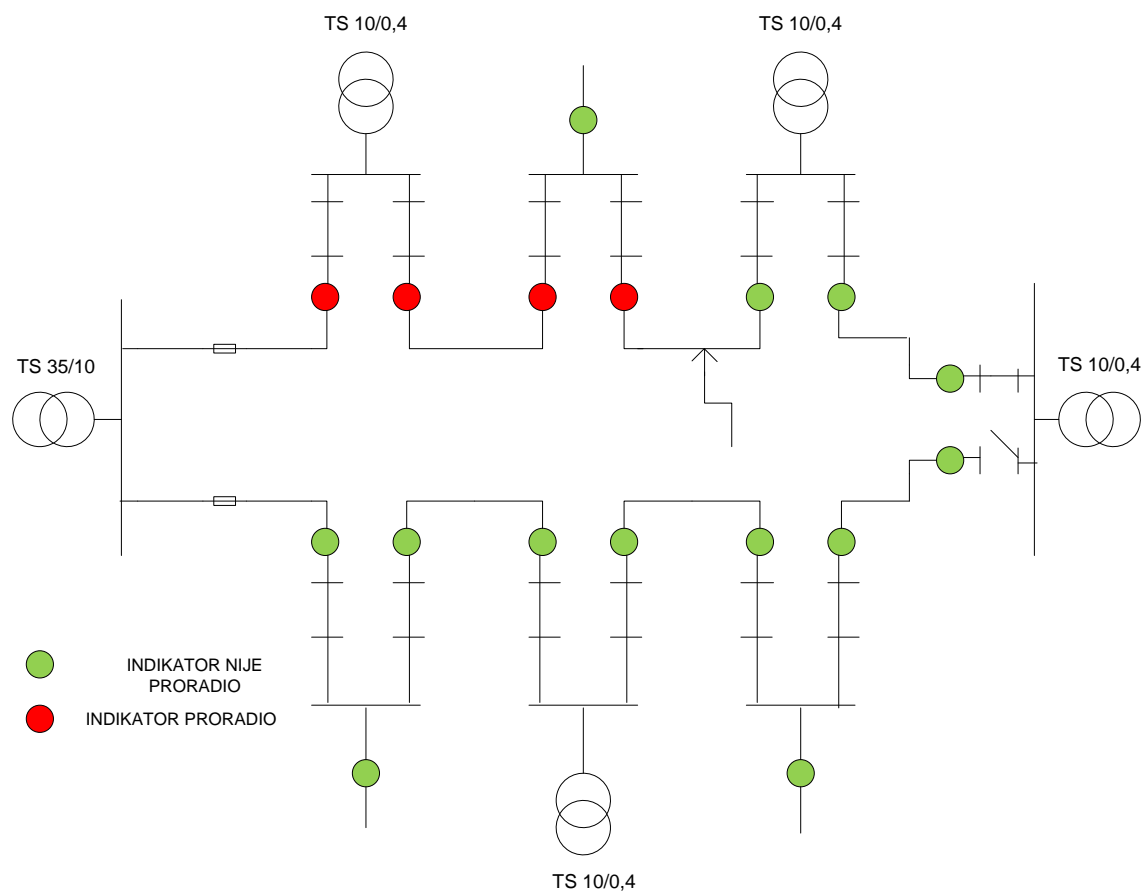 TS 10/0,4
TS 10/0,4
TS 35/10
TS 10/0,4
INDIKATOR NIJE
PRORADIO
INDIKATOR PRORADIO
TS 10/0,4